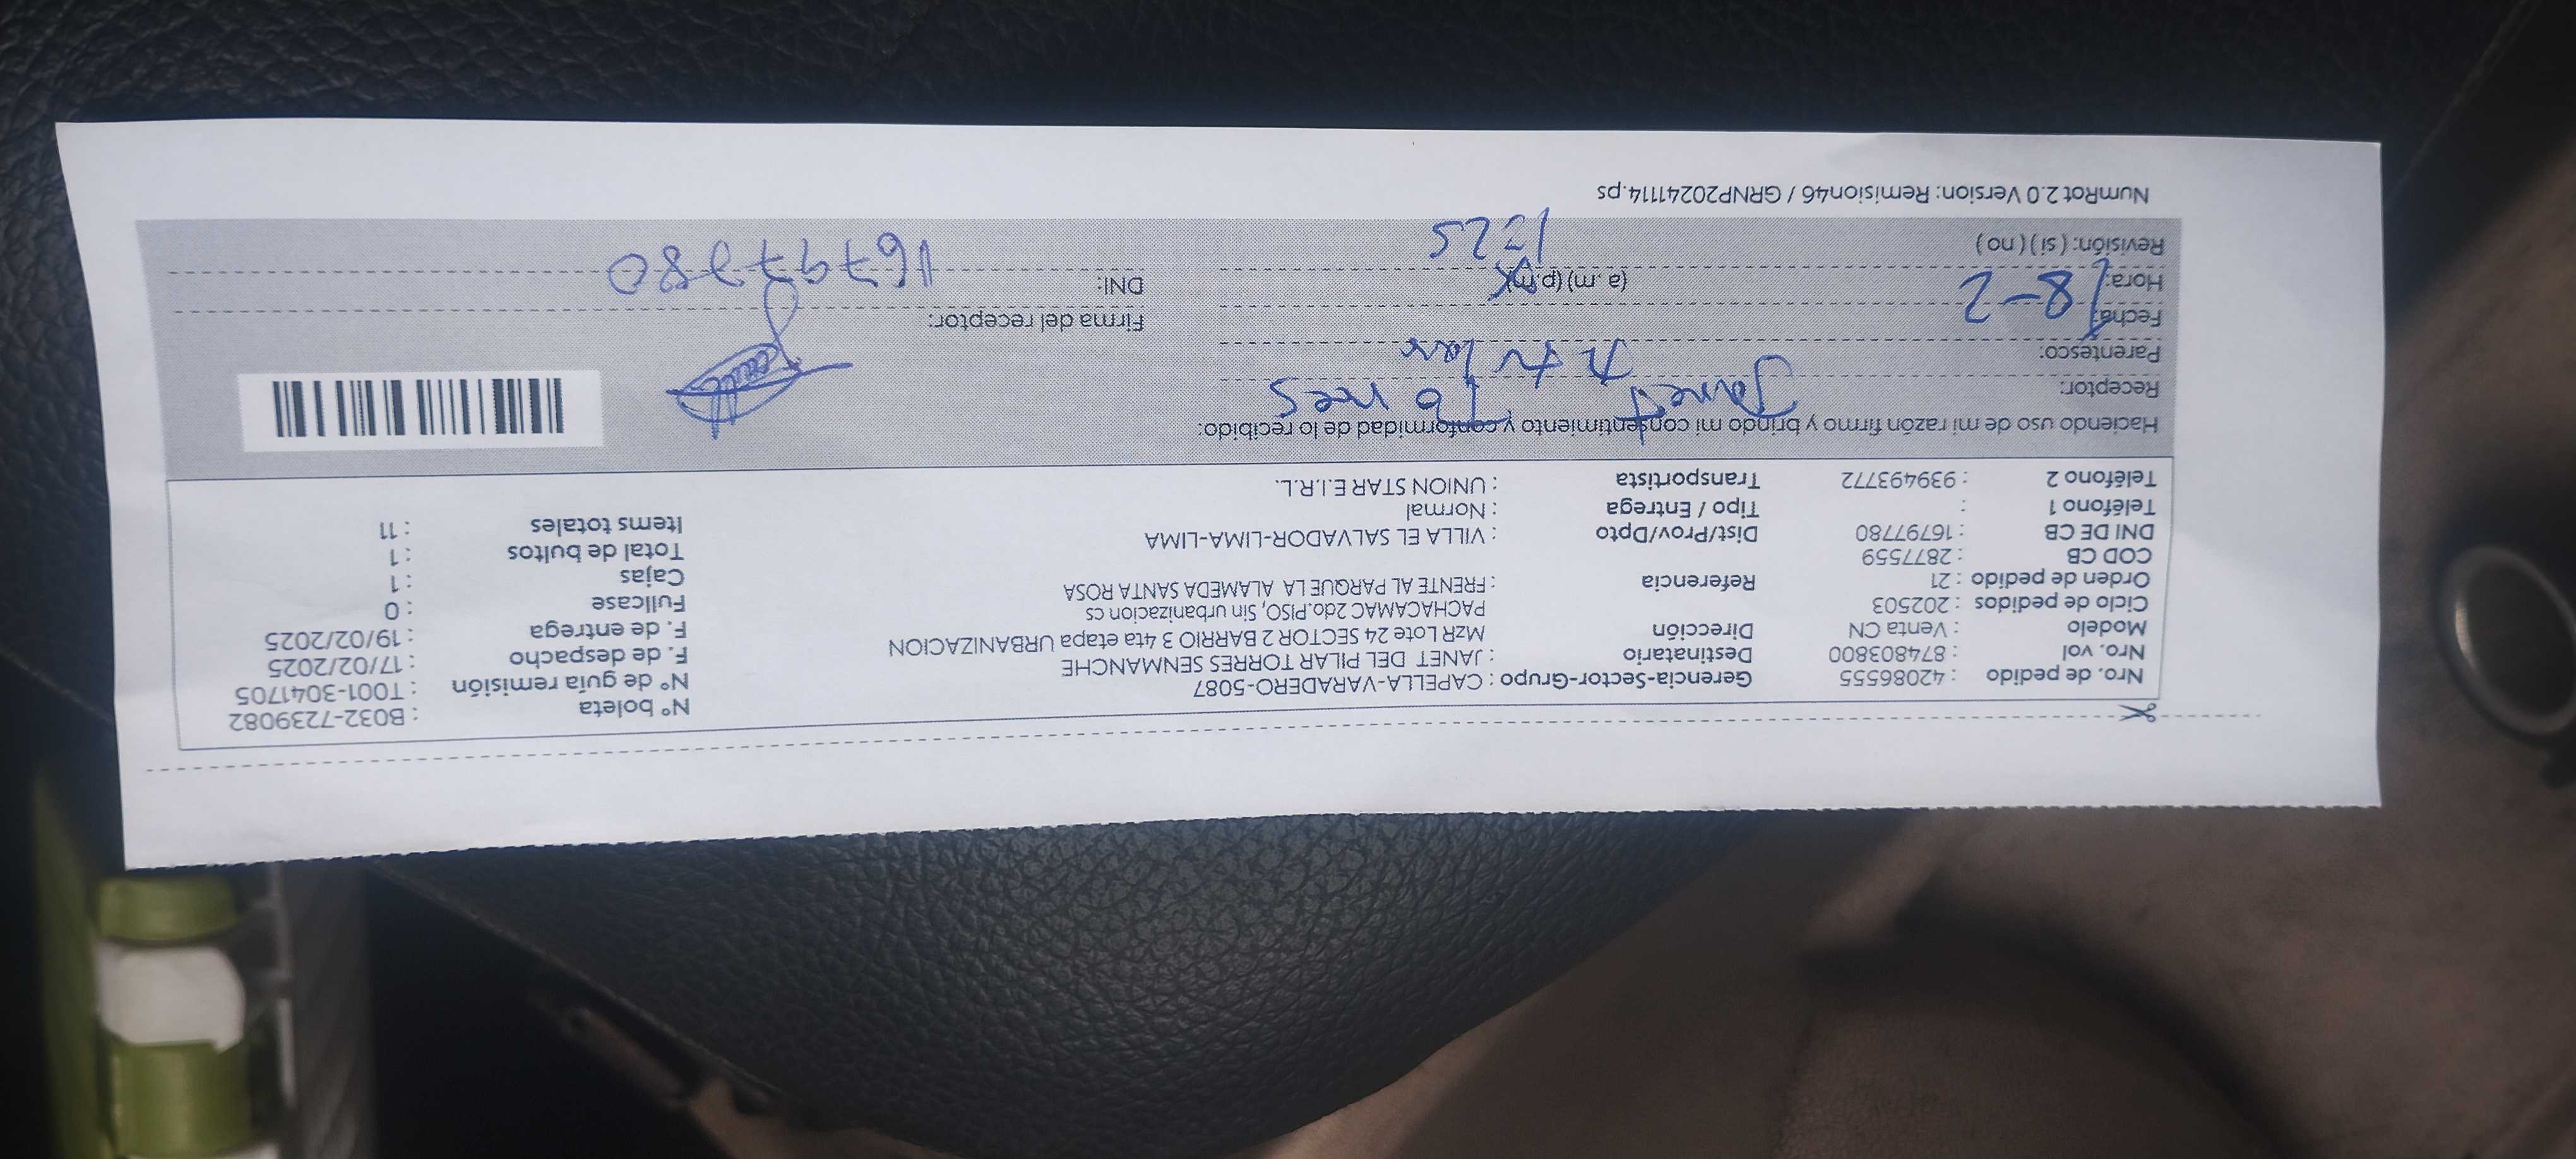 Nro. de pedido : 42086555 Gerencia-Sector-Grupo : CAPELLA-VARADERO-5087 N° boleta : B032-7239082
Nro. vol : 874803800 Destinatario : JANET DEL PILAR TORRES SENMANCHE N° de guía remisión : T001-3041705
Modelo : Venta CN Dirección MzR Lote 24 SECTOR 2 BARRIO 3 4ta etapa URBANIZACION F. de despacho : 17/02/2025
Ciclo de pedidos : 202503 PACHACAMAC 2do.PISO, Sin urbanizacion cs F. de entrega : 19/02/2025
Orden de pedido : 21 Referencia : FRENTE AL PARQUE LA ALAMEDA SANTA ROSA Fullcase : 0
COD CB : 2877559 Cajas : 1
DNI DE CB : 16797780 Dist/Prov/Dpto : VILLA EL SALVADOR-LIMA-LIMA Total de bultos : 1
Teléfono 1 : Tipo / Entrega : Normal Items totales : 11
Teléfono 2 : 939493772 Transportista : UNION STAR E.I.R.L.
Haciendo uso de mi razón firmo y brindo mi consentimiento y conformidad de lo recibido:
Receptor: Janet Torres
Parentesco: titular
Fecha: 18-2 Firma del receptor:
Hora: (a. m) (p.m) 1=25 DNI: 16797780
Revisión: ( si ) ( no )
NumRot 2.0 Version: Remision46 / GRNP20241114.ps